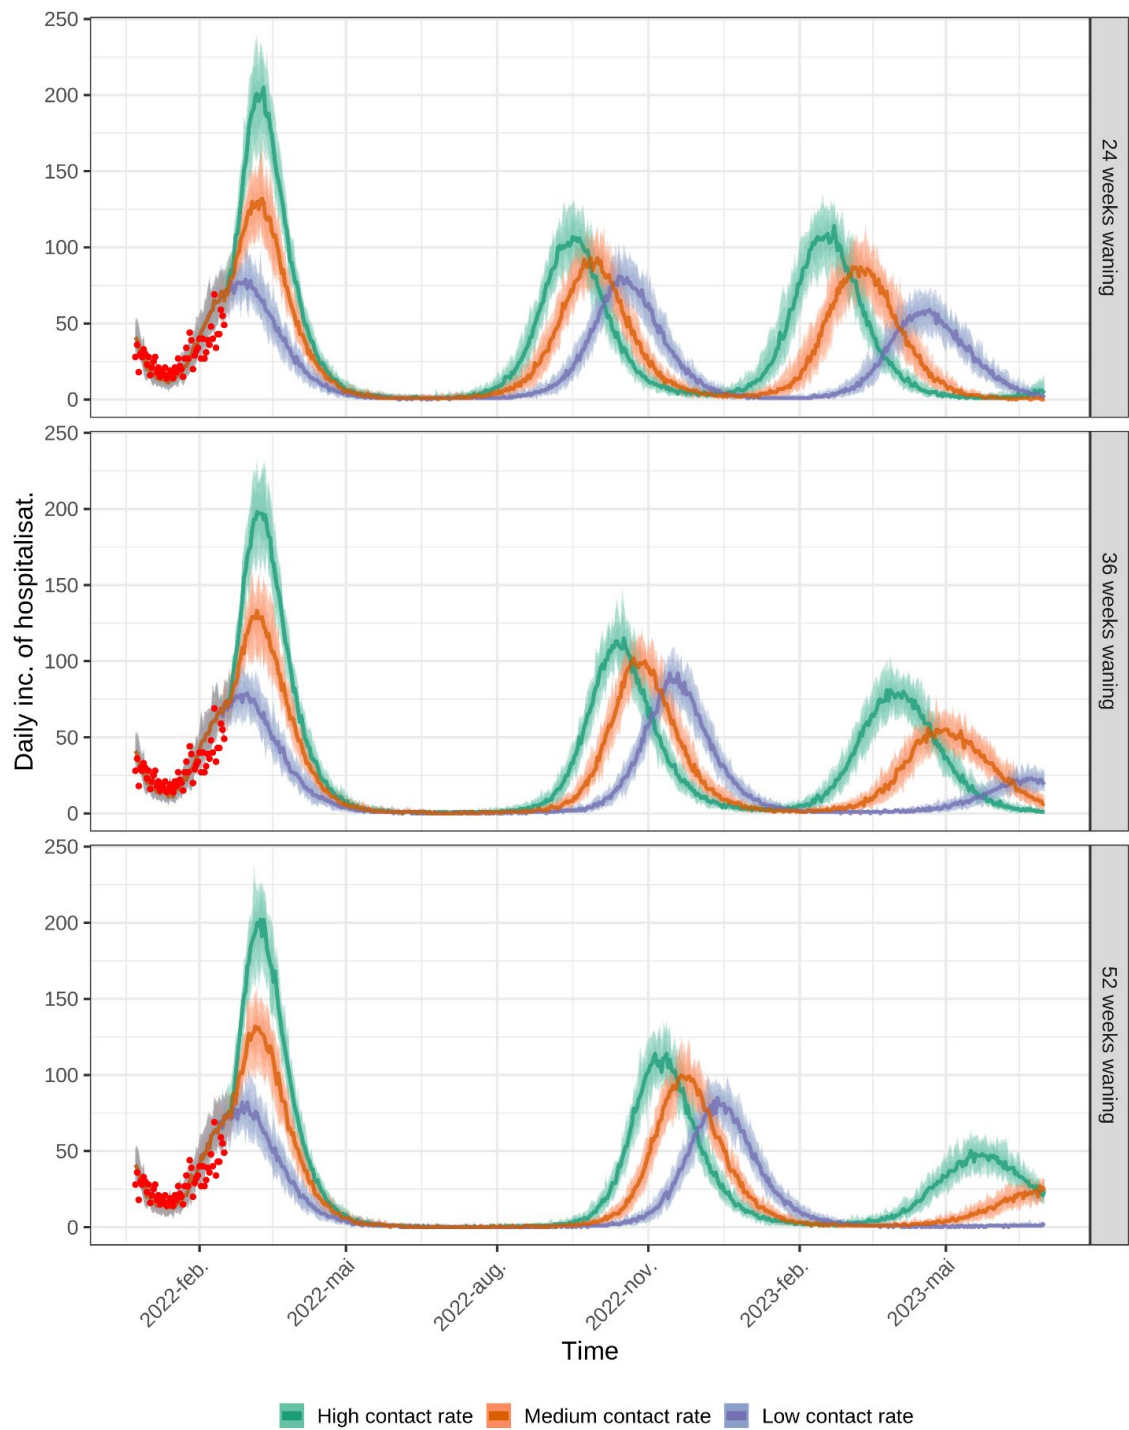 250
200
150
100
50
0
24 weeks waning
250
200
150
100
50
0
36 weeks waning
250
200
150
100
50
0
52 weeks waning
Daily inc. of hospitalisat.
2022-feb.
2022-mai
2022-aug.
2022-nov.
2023-feb.
2023-mai
Time
High contact rate Medium contact rate Low contact rate